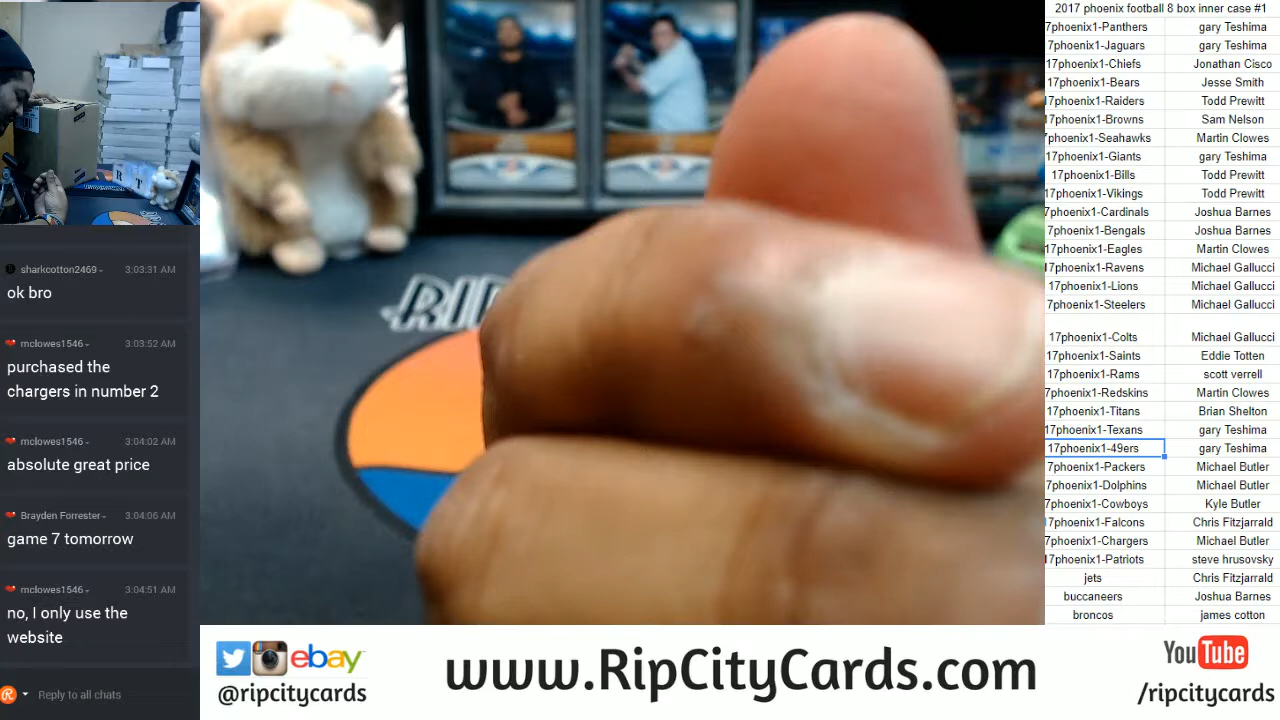 sharkcotton2469
3:03:31 AM
ok bro
mclowes1546
3:03:52 AM
purchased the
chargers in number 2
mclowes1546
3:04:02 AM
absolute great price
Brayden Forrester
3:04:06 AM
game 7 tomorrow
mclowes1546
3:04:51 AM
no, I only use the
website
Reply to all chats
RIP
2017 phoenix football 8 box inner case #1
7phoenix1-Panthers gary Teshima
7phoenix1-Jaguars gary Teshima
17phoenix1-Chiefs Jonathan Cisco
17phoenix1-Bears Jesse Smith
17phoenix1-Raiders Todd Prewitt
17phoenix1-Browns Sam Nelson
7phoenix1-Seahawks Martin Clowes
17phoenix1-Giants gary Teshima
17phoenix1-Bills Todd Prewitt
17phoenix1-Vikings Todd Prewitt
7phoenix1-Cardinals Joshua Barnes
7phoenix1-Bengals Joshua Barnes
17phoenix1-Eagles Martin Clowes
17phoenix1-Ravens Michael Gallucci
17phoenix1-Lions Michael Gallucci
7phoenix1-Steelers Michael Gallucci
17phoenix1-Colts Michael Gallucci
17phoenix1-Saints Eddie Totten
17phoenix1-Rams scott verrell
7phoenix1-Redskins Martin Clowes
17phoenix1-Titans Brian Shelton
17phoenix1-Texans gary Teshima
17phoenix1-49ers gary Teshima
7phoenix1-Packers Michael Butler
7phoenix1-Dolphins Michael Butler
7phoenix1-Cowboys Kyle Butler
17phoenix1-Falcons Chris Fitzjarrald
7phoenix1-Chargers Michael Butler
17phoenix1-Patriots steve hrusovsky
jets Chris Fitzjarrald
buccaneers Joshua Barnes
broncos james cotton
ebay
@ripcitycards
www.RipCityCards.com
YouTube
/ripcitycards